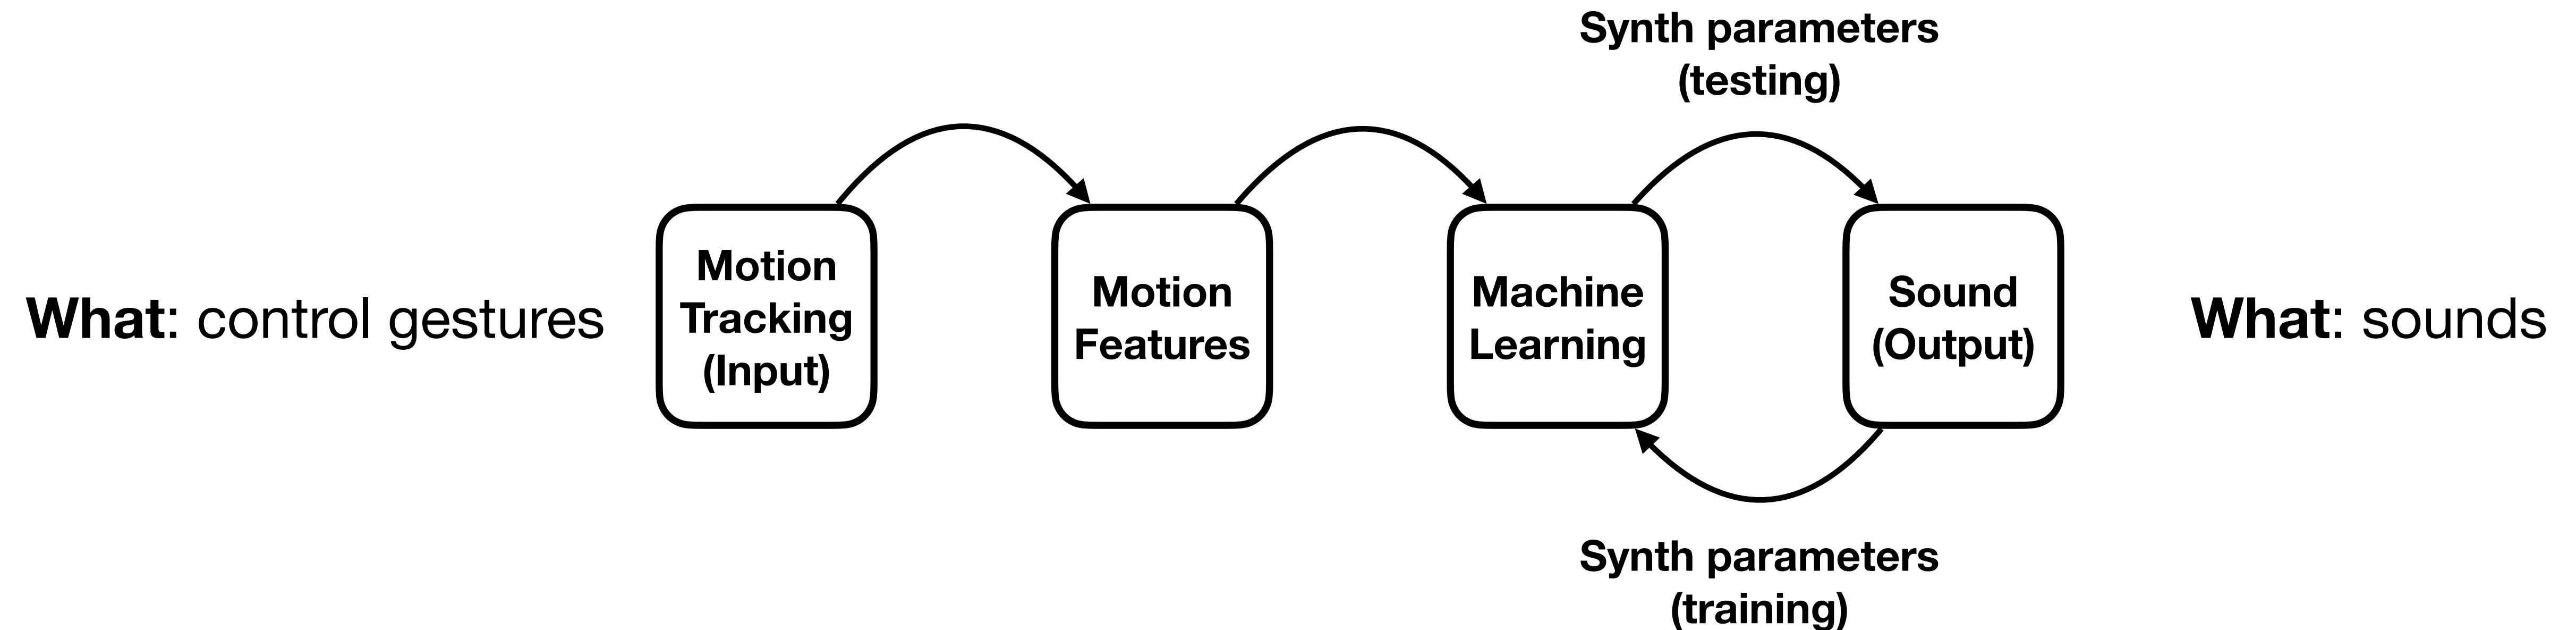 Synth parameters
(testing)
What: control gestures
Motion
Tracking
(Input)
Motion
Features
Machine
Learning
Sound
(Output)
What: sounds
Synth parameters
(training)